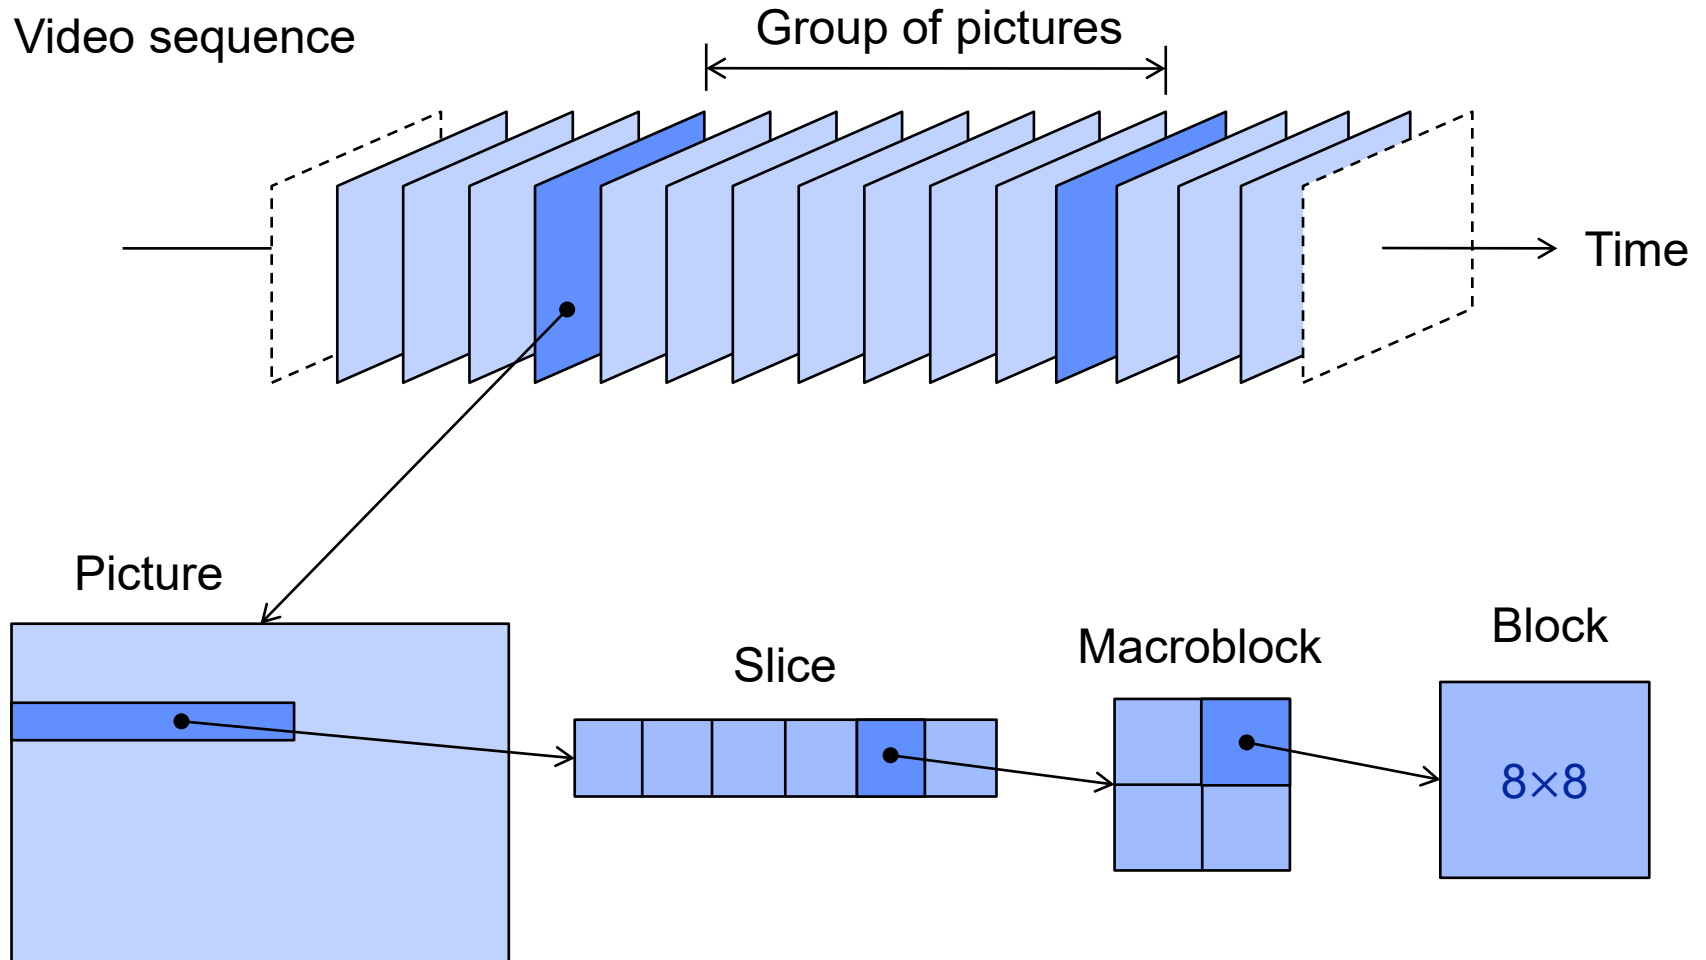 Video sequence
Group of pictures
Time
Picture
Slice
Macroblock
Block
8×8